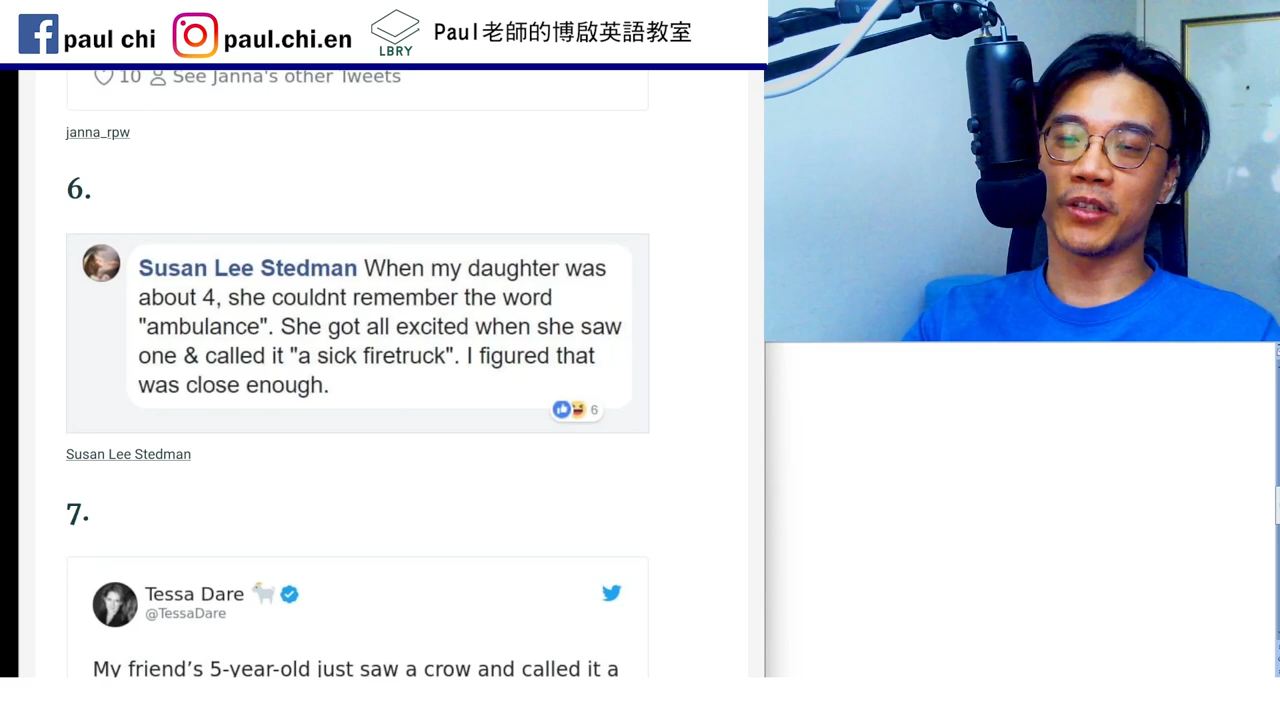 paul chi
paul.chi.en
LBRY
Paul老師的博啟英語教室
10 See Janna's other Tweets
janna_rpw
6.
Susan Lee Stedman When my daughter was
about 4, she couldnt remember the word
"ambulance". She got all excited when she saw
one & called it "a sick firetruck". I figured that
was close enough.
6
Susan Lee Stedman
7.
Tessa Dare
@TessaDare
My friend's 5-year-old just saw a crow and called it a